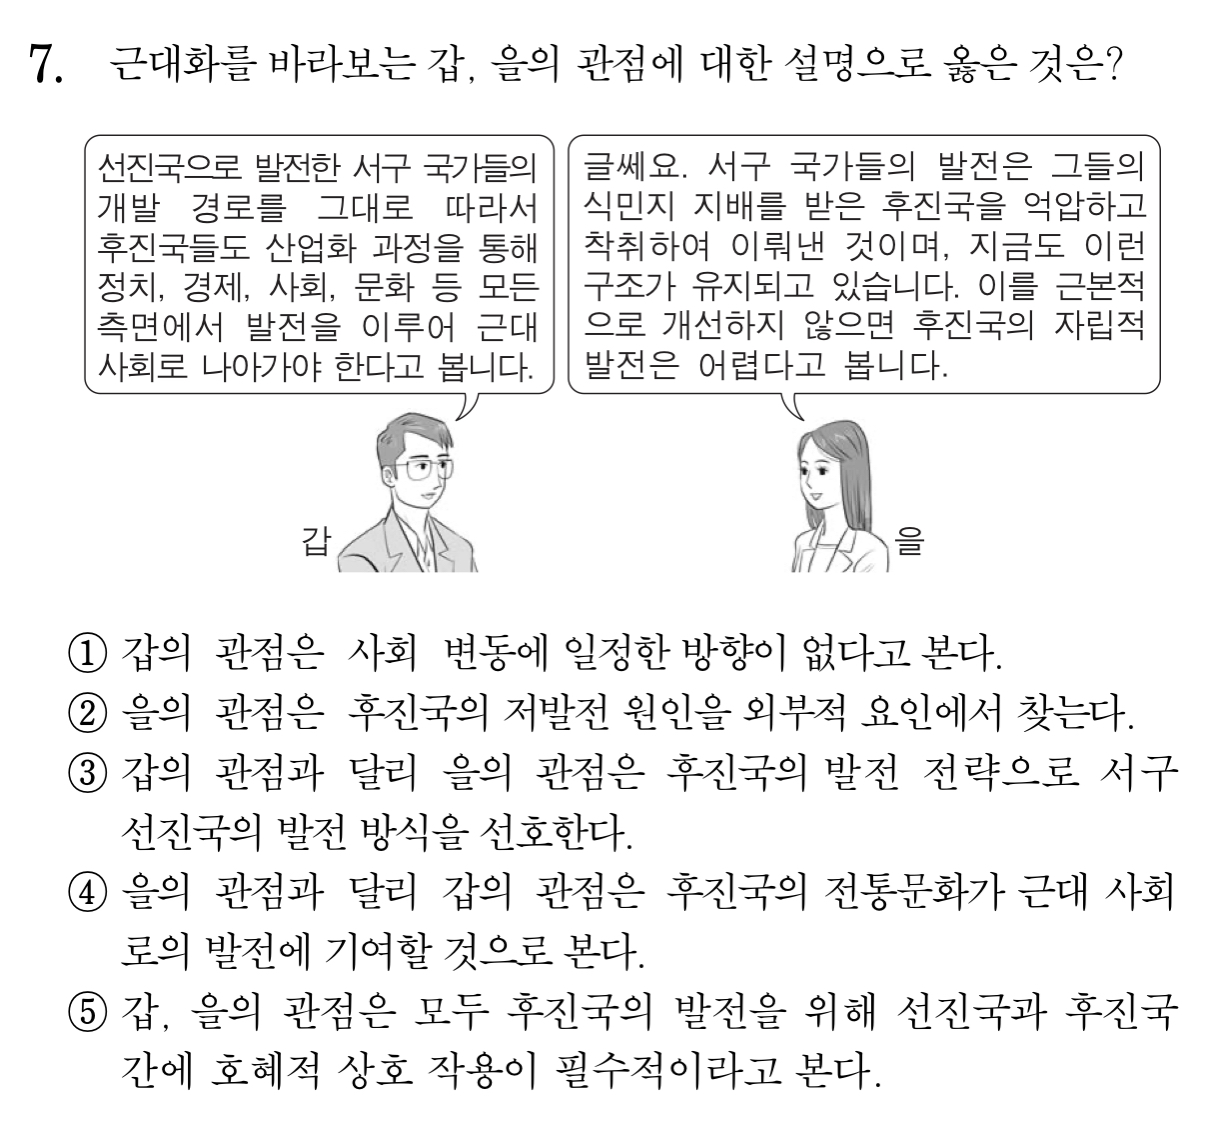 7. 근대화를 바라보는 갑, 을의 관점에 대한 설명으로 옳은 것은?
선진국으로 발전한 서구 국가들의
개발 경로를 그대로 따라서
후진국들도 산업화 과정을 통해
정치, 경제, 사회, 문화 등 모든
측면에서 발전을 이루어 근대
사회로 나아가야 한다고 봅니다.
글쎄요. 서구 국가들의 발전은 그들의
식민지 지배를 받은 후진국을 억압하고
착취하여 이뤄낸 것이며, 지금도 이런
구조가 유지되고 있습니다. 이를 근본적
으로 개선하지 않으면 후진국의 자립적
발전은 어렵다고 봅니다.
갑
을
① 갑의 관점은 사회 변동에 일정한 방향이 없다고 본다.
② 을의 관점은 후진국의 저발전 원인을 외부적 요인에서 찾는다.
③ 갑의 관점과 달리 을의 관점은 후진국의 발전 전략으로 서구
선진국의 발전 방식을 선호한다.
④ 을의 관점과 달리 갑의 관점은 후진국의 전통문화가 근대 사회
로의 발전에 기여할 것으로 본다.
⑤ 갑, 을의 관점은 모두 후진국의 발전을 위해 선진국과 후진국
간에 호혜적 상호 작용이 필수적이라고 본다.